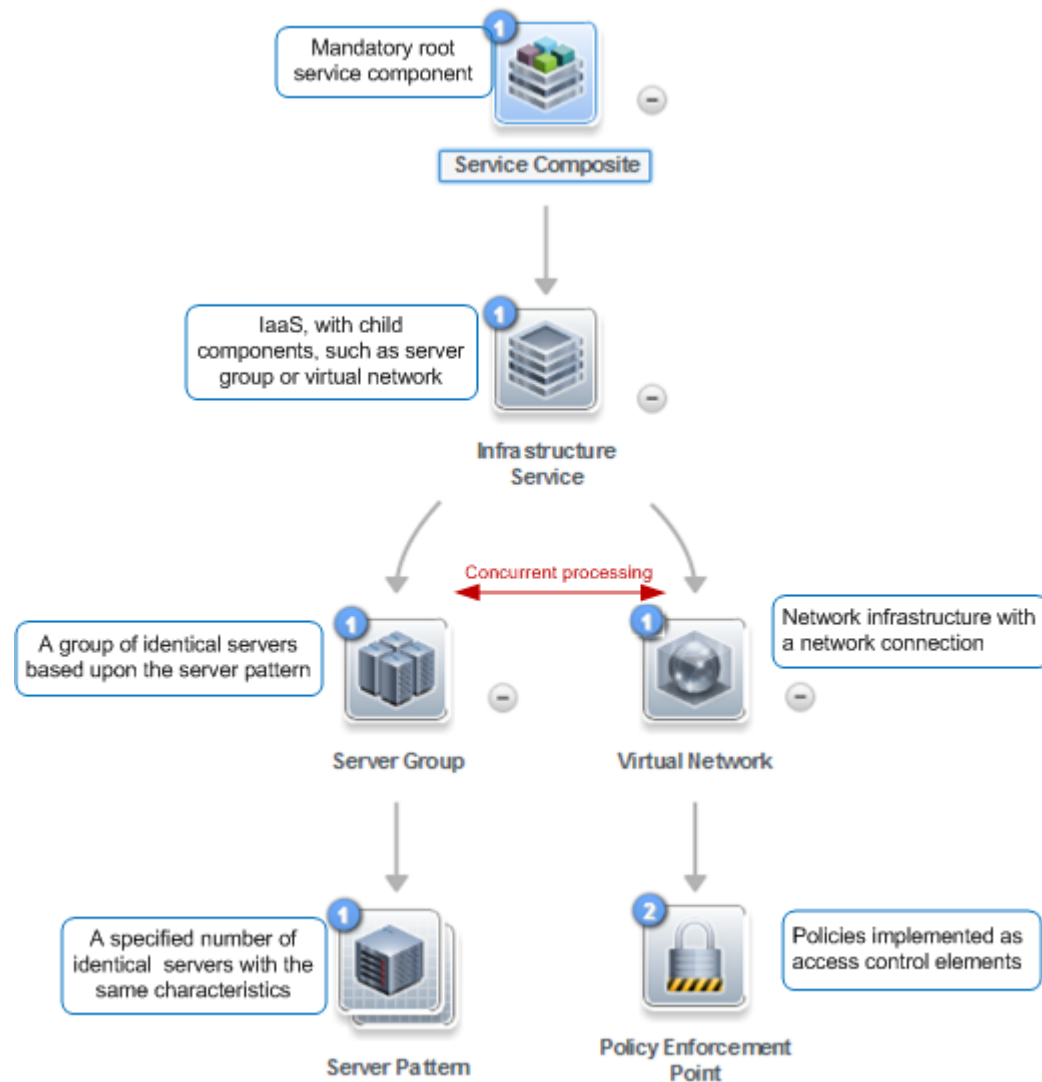 1
Mandatory root
service component
Service Composite
1
IaaS, with child
components, such as server
group or virtual network
Infrastructure
Service
Concurrent processing
1
A group of identical servers
based upon the server pattern
Server Group
1
Network infrastructure with
a network connection
Virtual Network
1
A specified number of
identical servers with the
same characteristics
Server Pattern
2
Policies implemented as
access control elements
Policy Enforcement
Point